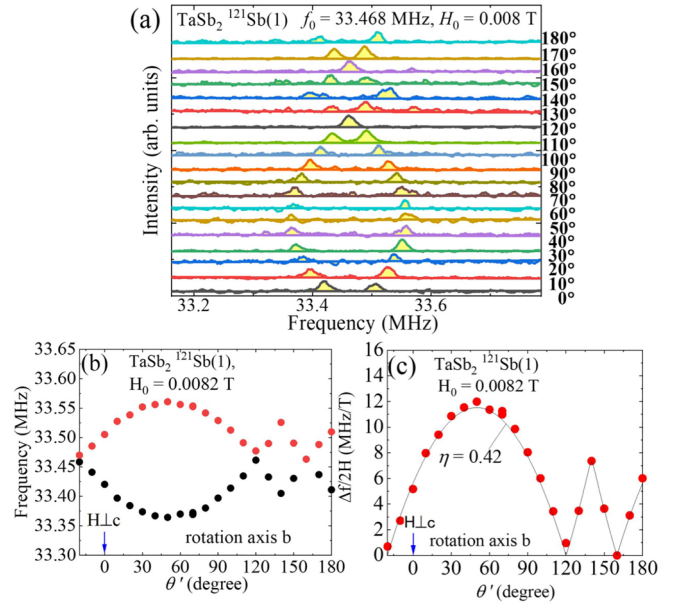 (a)
TaSb₂ ¹²¹Sb(1) f₀ = 33.468 MHz, H₀ = 0.008 T
Intensity (arb. units)
180°
170°
160°
150°
140°
130°
120°
110°
100°
90°
80°
70°
60°
50°
40°
30°
20°
10°
0°
33.2 33.4 33.6
Frequency (MHz)
(b)
TaSb₂ ¹²¹Sb(1),
H₀ = 0.0082 T
Frequency (MHz)
33.65
33.60
33.55
33.50
33.45
33.40
33.35
33.30
H⊥c
rotation axis b
0 30 60 90 120 150 180
θ′(degree)
(c)
TaSb₂ ¹²¹Sb(1)
H₀ = 0.0082 T
Δf/2H (MHz/T)
16
14
12
10
8
6
4
2
0
η = 0.42
H⊥c
rotation axis b
0 30 60 90 120 150 180
θ′(degree)